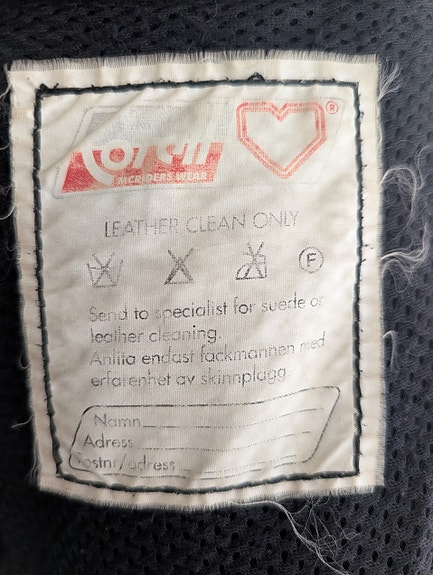 MCRIDERS WEAR
®
LEATHER CLEAN ONLY
F
Send to specialist for suede or
leather cleaning.
Anlita endast fackmannen med
erfarenhet av skinnplagg
Namn
Adress
Postnr/adress